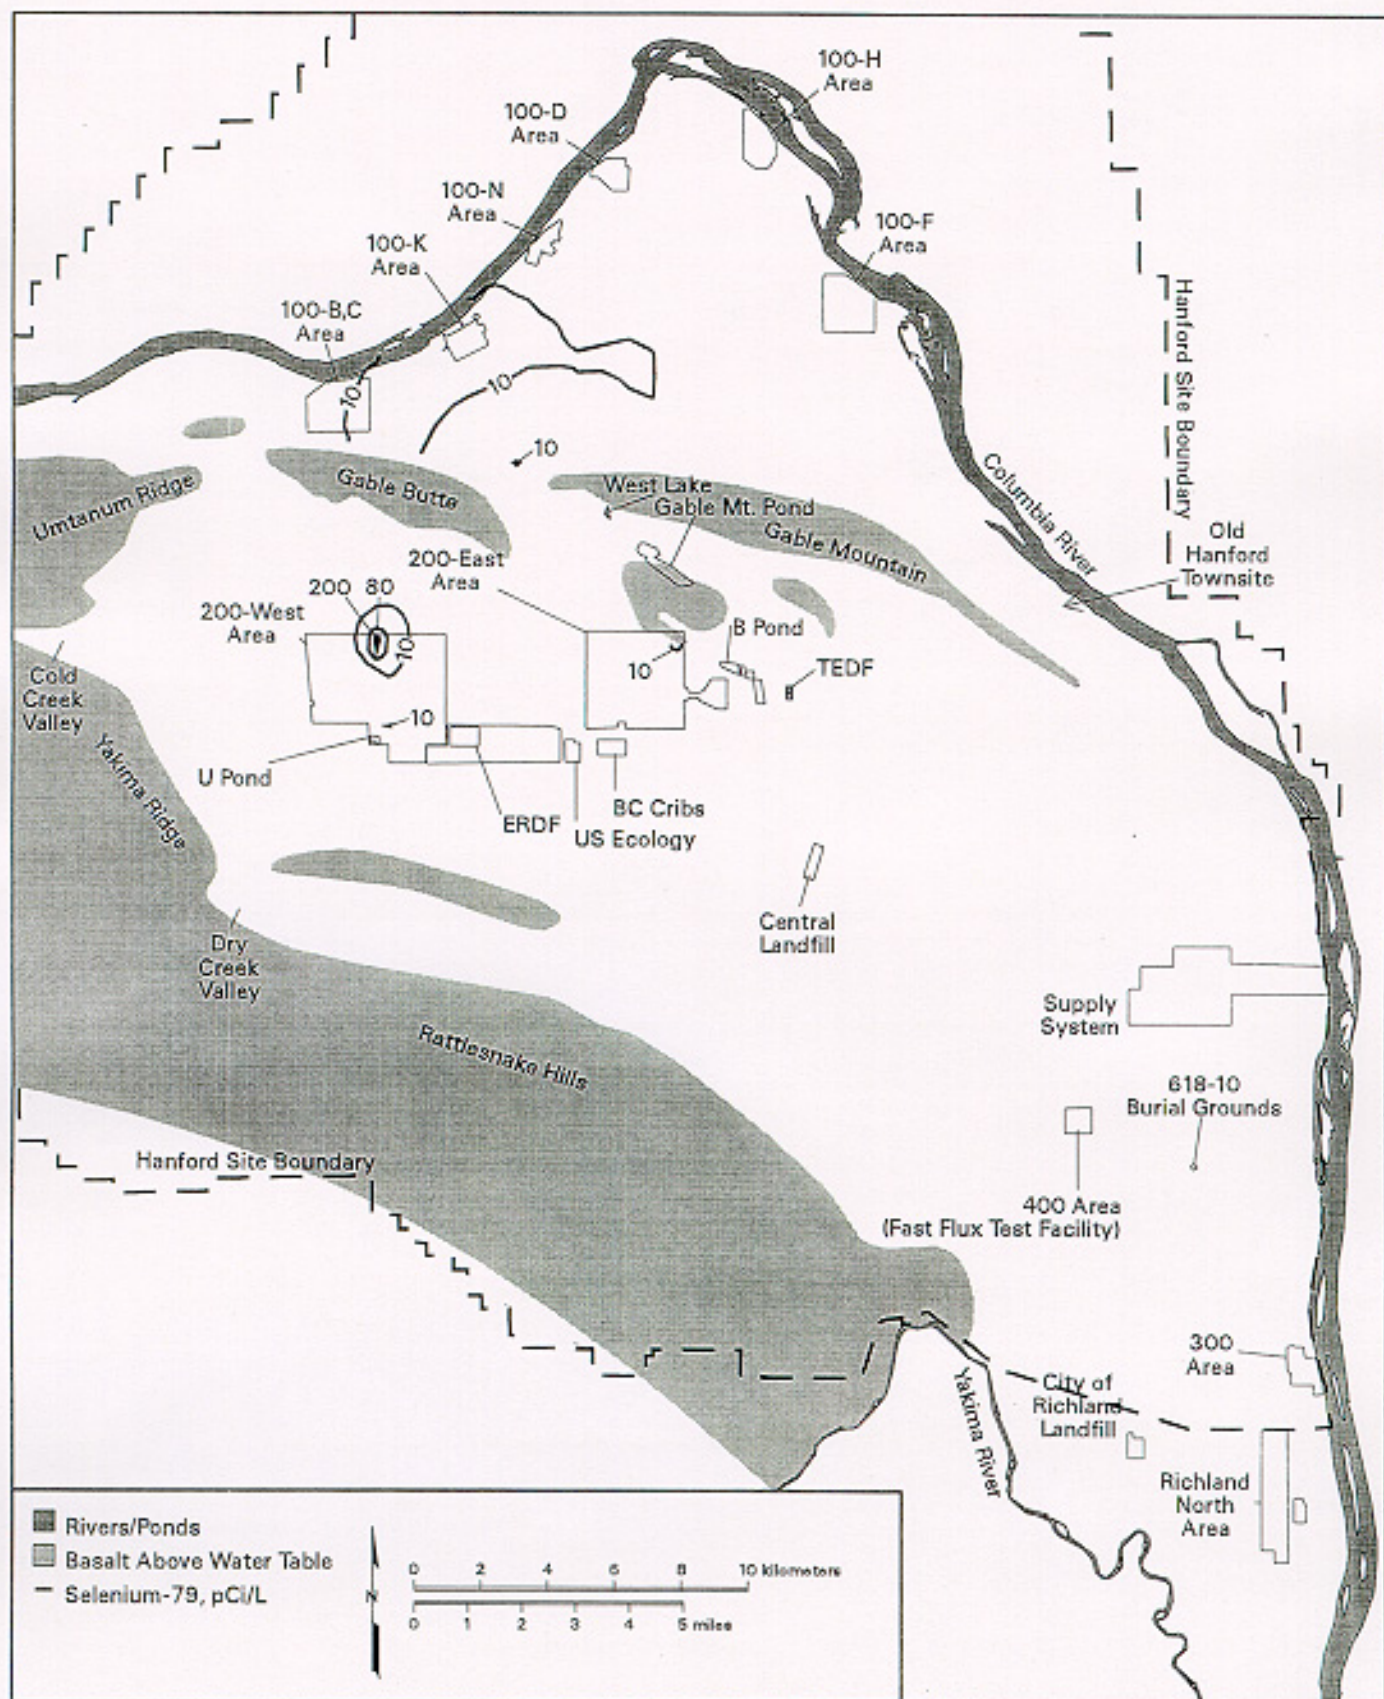 100-H
Area
100-D
Area
100-N
Area
100-F
Area
100-K
Area
100-B,C
Area
Hanford Site Boundary
10
10
10
Columbia River
Umtanum Ridge
Gable Butte
West Lake
Gable Mt. Pond
Gable Mountain
Old
Hanford
Townsite
200-East
Area
200
80
200-West
Area
10
B Pond
10
TEDF
Cold
Creek
Valley
10
Yakima Ridge
U Pond
ERDF
BC Cribs
US Ecology
Central
Landfill
Dry
Creek
Valley
Supply
System
Rattlesnake Hills
618-10
Burial Grounds
Hanford Site Boundary
400 Area
(Fast Flux Test Facility)
300
Area
City of
Richland
Landfill
Yakima River
Richland
North
Area
Rivers/Ponds
Basalt Above Water Table
Selenium-79, pCi/L
N
0 2 4 6 8 10 kilometers
0 1 2 3 4 5 miles